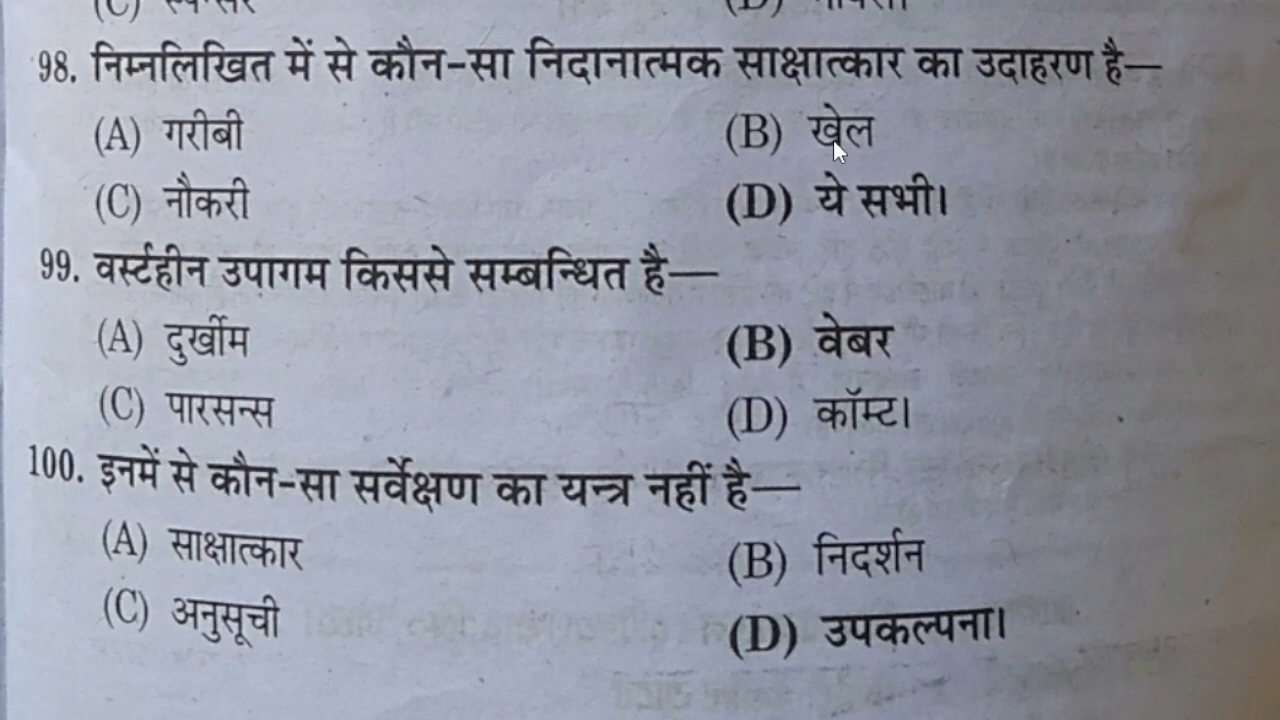 98. निम्नलिखित में से कौन-सा निदानात्मक साक्षात्कार का उदाहरण है—
(A) गरीबी (B) खेल
(C) नौकरी (D) ये सभी।
99. वर्स्टहीन उपागम किससे सम्बन्धित है—
(A) दुर्खीम (B) वेबर
(C) पारसन्स (D) कॉम्ट।
100. इनमें से कौन-सा सर्वेक्षण का यन्त्र नहीं है—
(A) साक्षात्कार (B) निदर्शन
(C) अनुसूची (D) उपकल्पना।